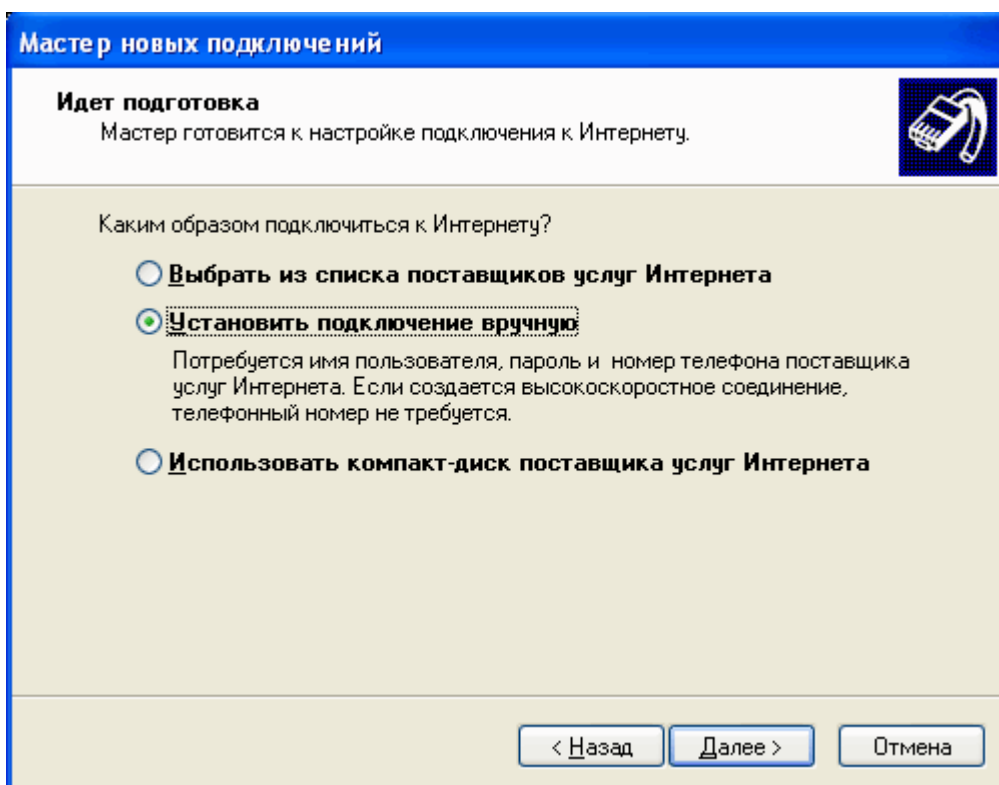 Мастер новых подключений
Идет подготовка
Мастер готовится к настройке подключения к Интернету.
Каким образом подключиться к Интернету?
Выбрать из списка поставщиков услуг Интернета
Установить подключение вручную
Потребуется имя пользователя, пароль и  номер телефона поставщика
услуг Интернета. Если создается высокоскоростное соединение,
телефонный номер не требуется.
Использовать компакт-диск поставщика услуг Интернета
< Назад
Далее >
Отмена